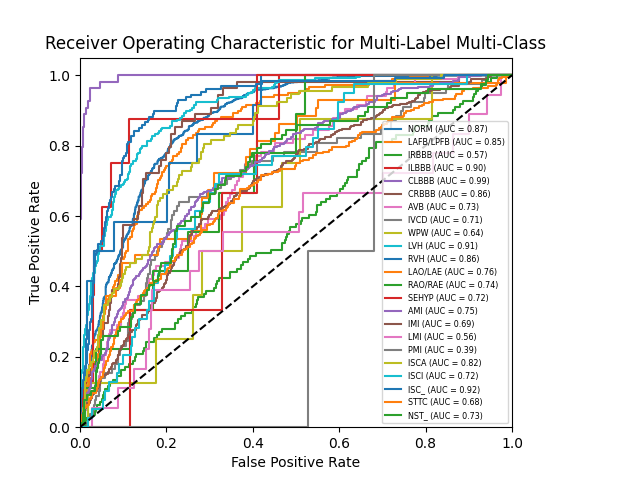 Receiver Operating Characteristic for Multi-Label Multi-Class
True Positive Rate
1.0
0.8
0.6
0.4
0.2
0.0
NORM (AUC = 0.87)
LAFB/LPFB (AUC = 0.85)
IRBBB (AUC = 0.57)
ILBBB (AUC = 0.90)
CLBBB (AUC = 0.99)
CRBBB (AUC = 0.86)
AVB (AUC = 0.73)
IVCD (AUC = 0.71)
WPW (AUC = 0.64)
LVH (AUC = 0.91)
RVH (AUC = 0.86)
LAO/LAE (AUC = 0.76)
RAO/RAE (AUC = 0.74)
SEHYP (AUC = 0.72)
AMI (AUC = 0.75)
IMI (AUC = 0.69)
LMI (AUC = 0.56)
PMI (AUC = 0.39)
ISCA (AUC = 0.82)
ISCI (AUC = 0.72)
ISC_ (AUC = 0.92)
STTC (AUC = 0.68)
NST_ (AUC = 0.73)
0.0 0.2 0.4 0.6 0.8 1.0
False Positive Rate